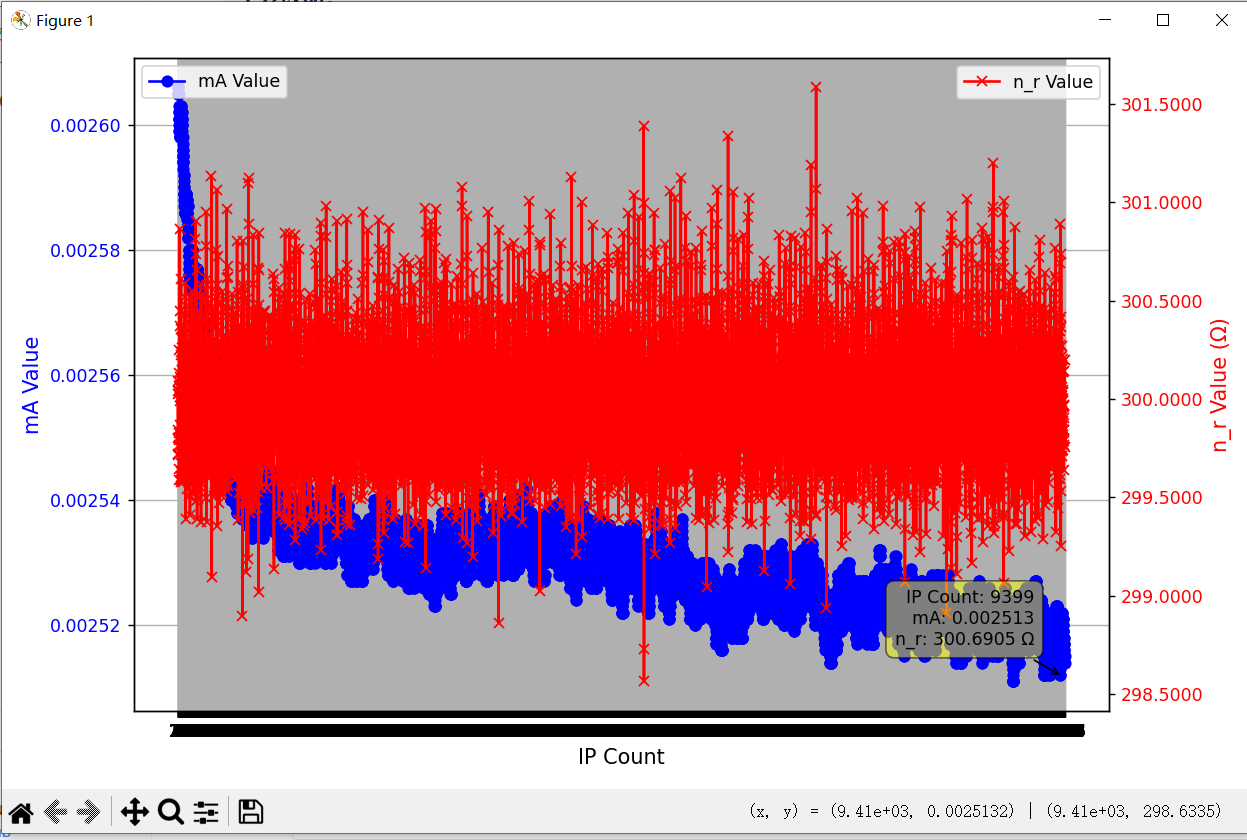 Figure 1
mA Value
n_r Value
0.00260
0.00258
0.00256
0.00254
0.00252
mA Value
301.5000
301.0000
300.5000
300.0000
299.5000
299.0000
298.5000
n_r Value (Ω)
IP Count: 9399
mA: 0.002513
n_r: 300.6905 Ω
IP Count
(x, y) = (9.41e+03, 0.0025132) | (9.41e+03, 298.6335)